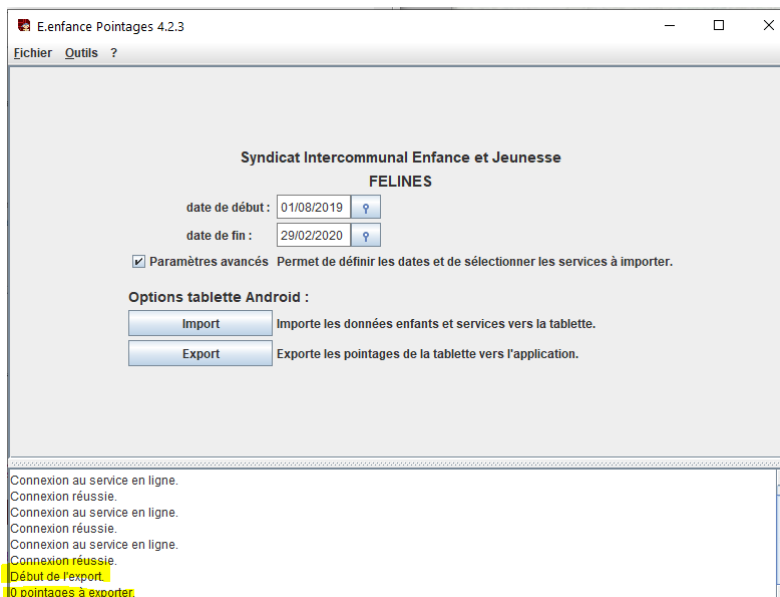 E.enfance Pointages 4.2.3
Fichier Outils ?
Syndicat Intercommunal Enfance et Jeunesse
FELINES
date de début : 01/08/2019
date de fin : 29/02/2020
Paramètres avancés Permet de définir les dates et de sélectionner les services à importer.
Options tablette Android :
Import Importe les données enfants et services vers la tablette.
Export Exporte les pointages de la tablette vers l'application.
Connexion au service en ligne.
Connexion réussie.
Connexion au service en ligne.
Connexion réussie.
Connexion au service en ligne.
Connexion réussie.
Début de l'export.
0 pointages à exporter.